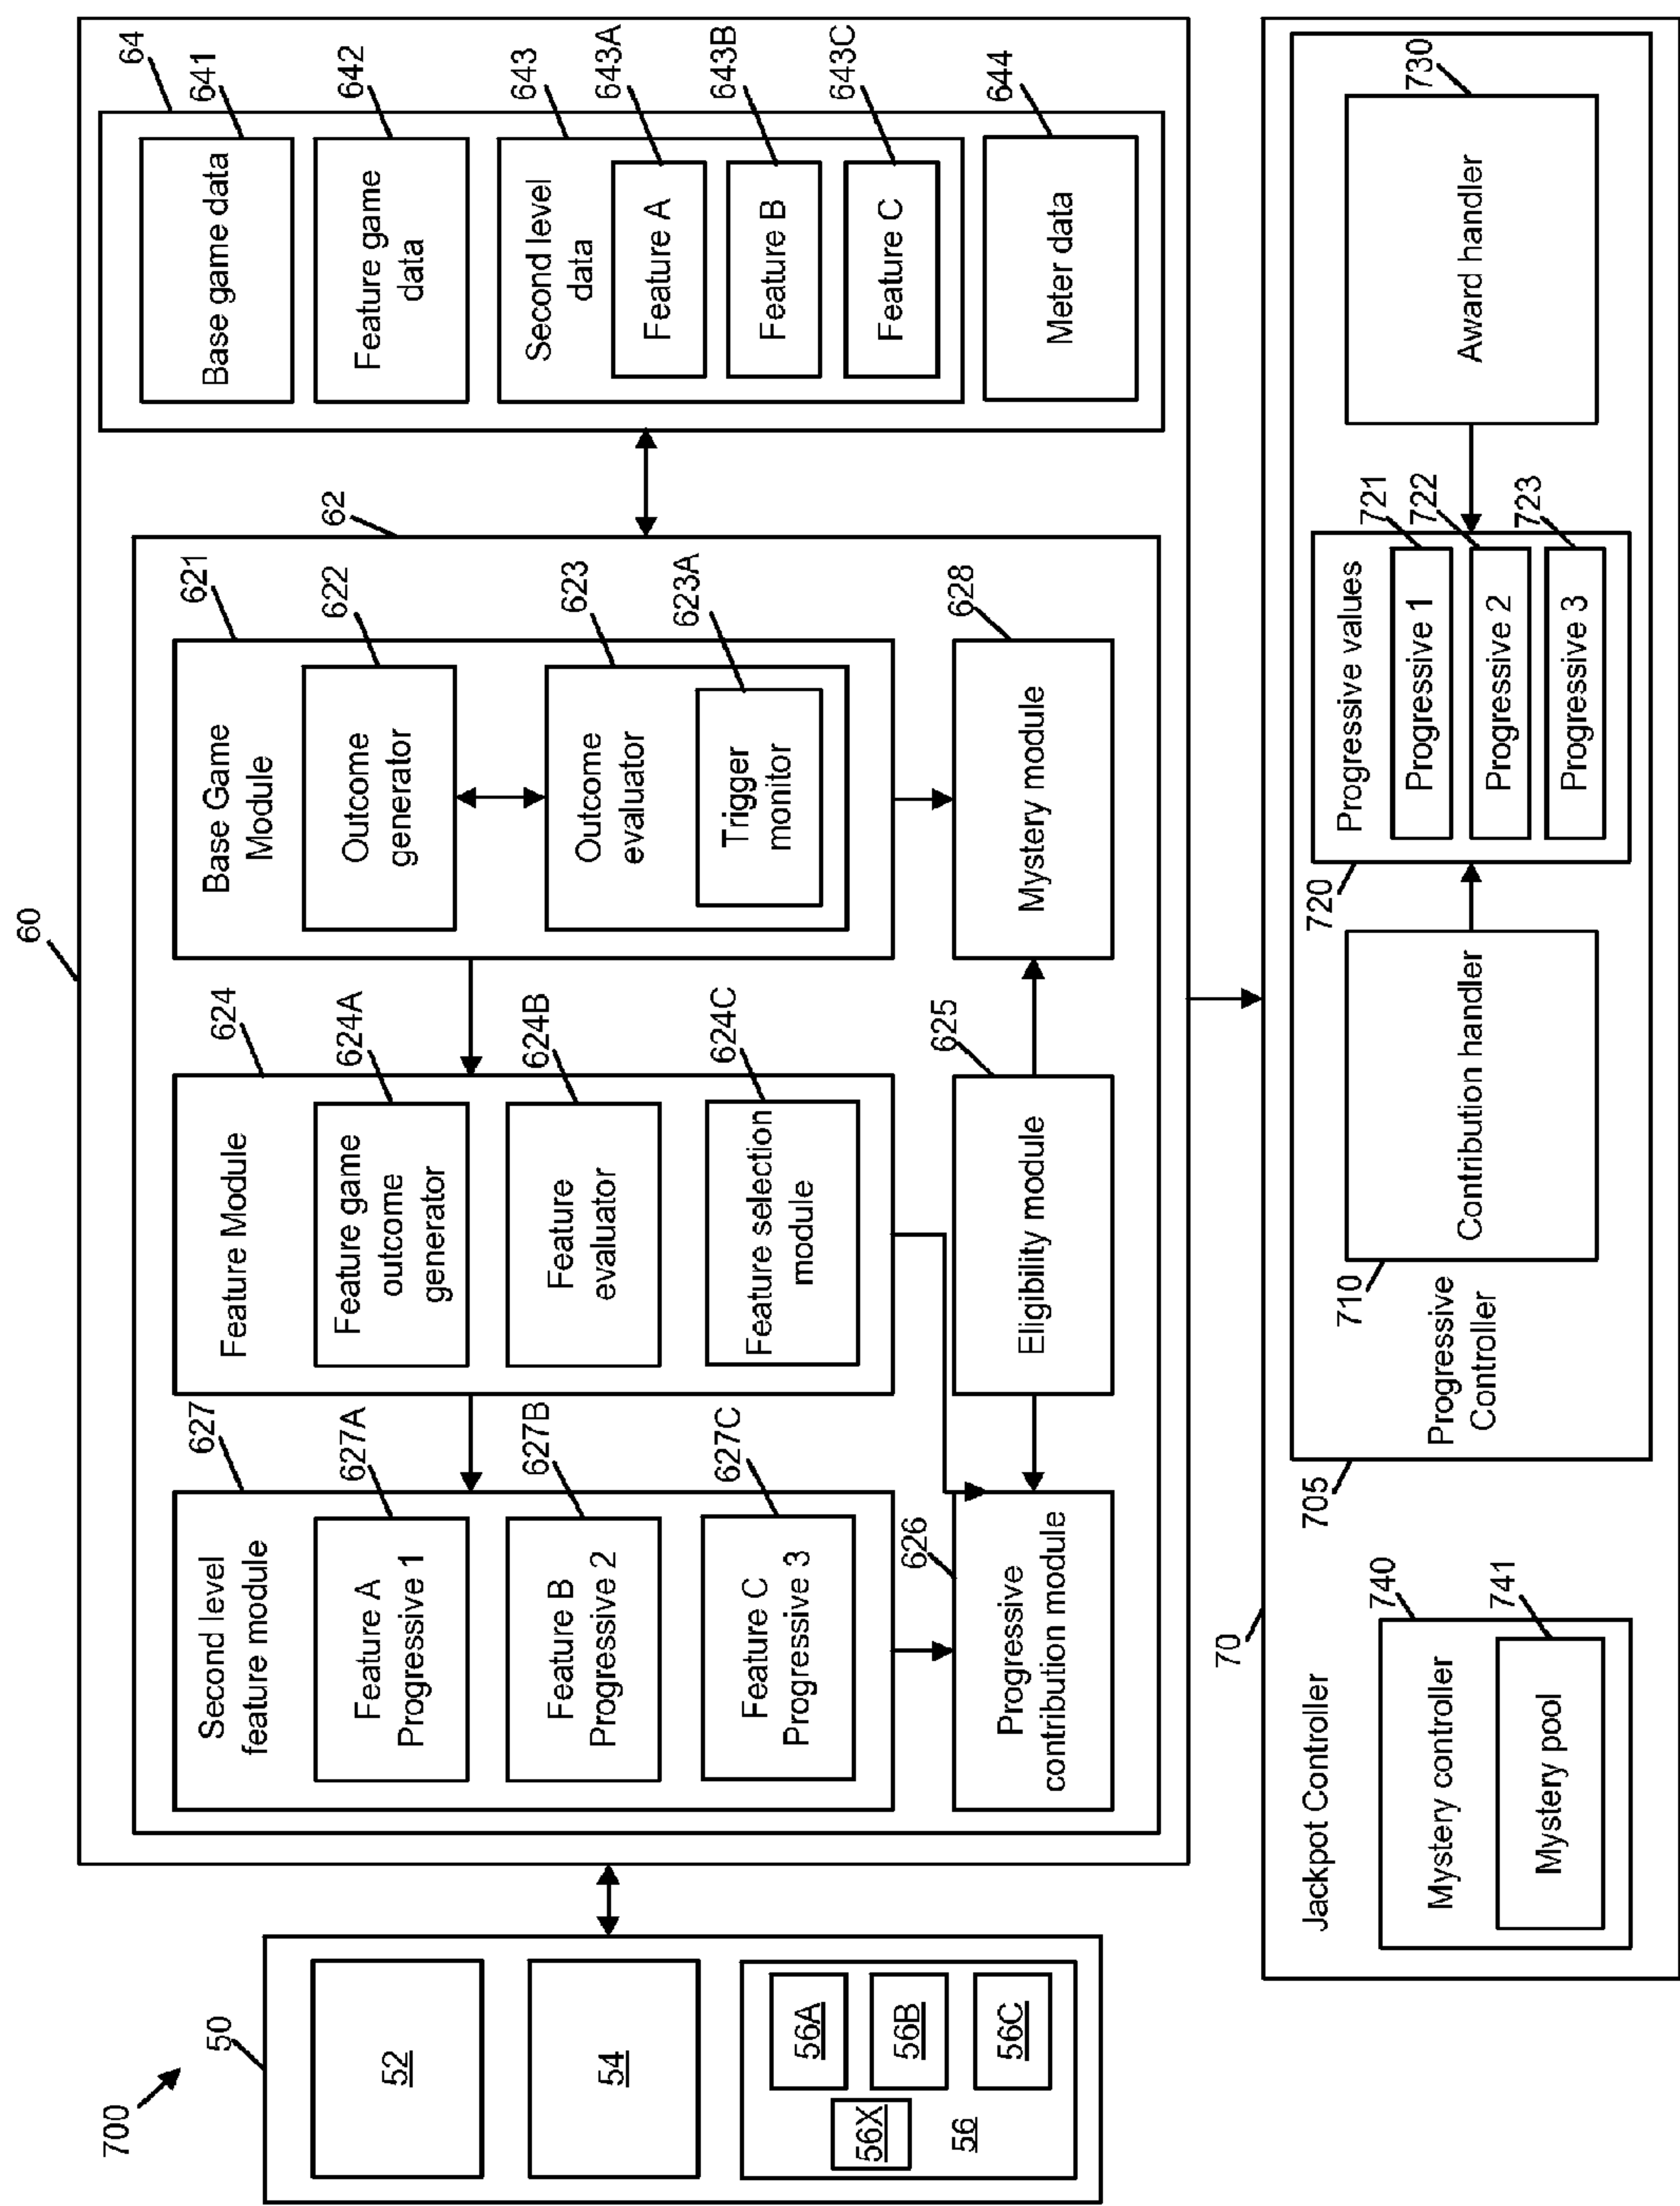 700
50
52
54
56A
56B
56C
56X
56
60
62
Second level
feature module
627
Feature A
Progressive 1
627A
Feature B
Progressive 2
627B
Feature C
Progressive 3
627C
Feature Module
624
Feature game
outcome
generator
624A
Feature
evaluator
624B
Feature selection
module
624C
Base Game
Module
621
Outcome
generator
622
Outcome
evaluator
623
Trigger
monitor
623A
Progressive
contribution module
626
Eligibility module
625
Mystery module
628
64
Base game data
641
Feature game
data
642
Second level
data
643
Feature A
643A
Feature B
643B
Feature C
643C
Meter data
644
70
Jackpot Controller
Mystery controller
740
Mystery pool
741
705
Progressive
Controller
710
Contribution handler
720
Progressive values
Progressive 1
721
Progressive 2
722
Progressive 3
723
Award handler
730